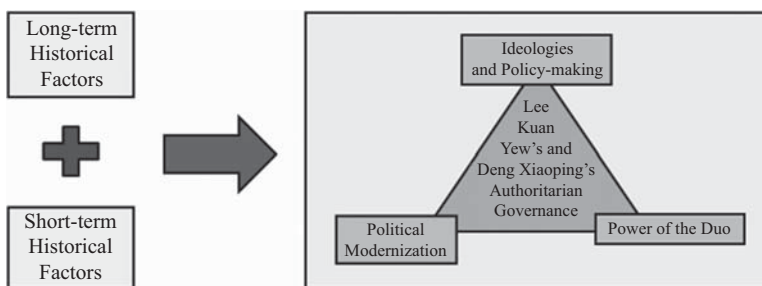 Long-term
Historical
Factors
Short-term
Historical
Factors
Ideologies
and Policy-making
Lee
Kuan
Yew’s and
Deng Xiaoping’s
Authoritarian
Governance
Political
Modernization
Power of the Duo